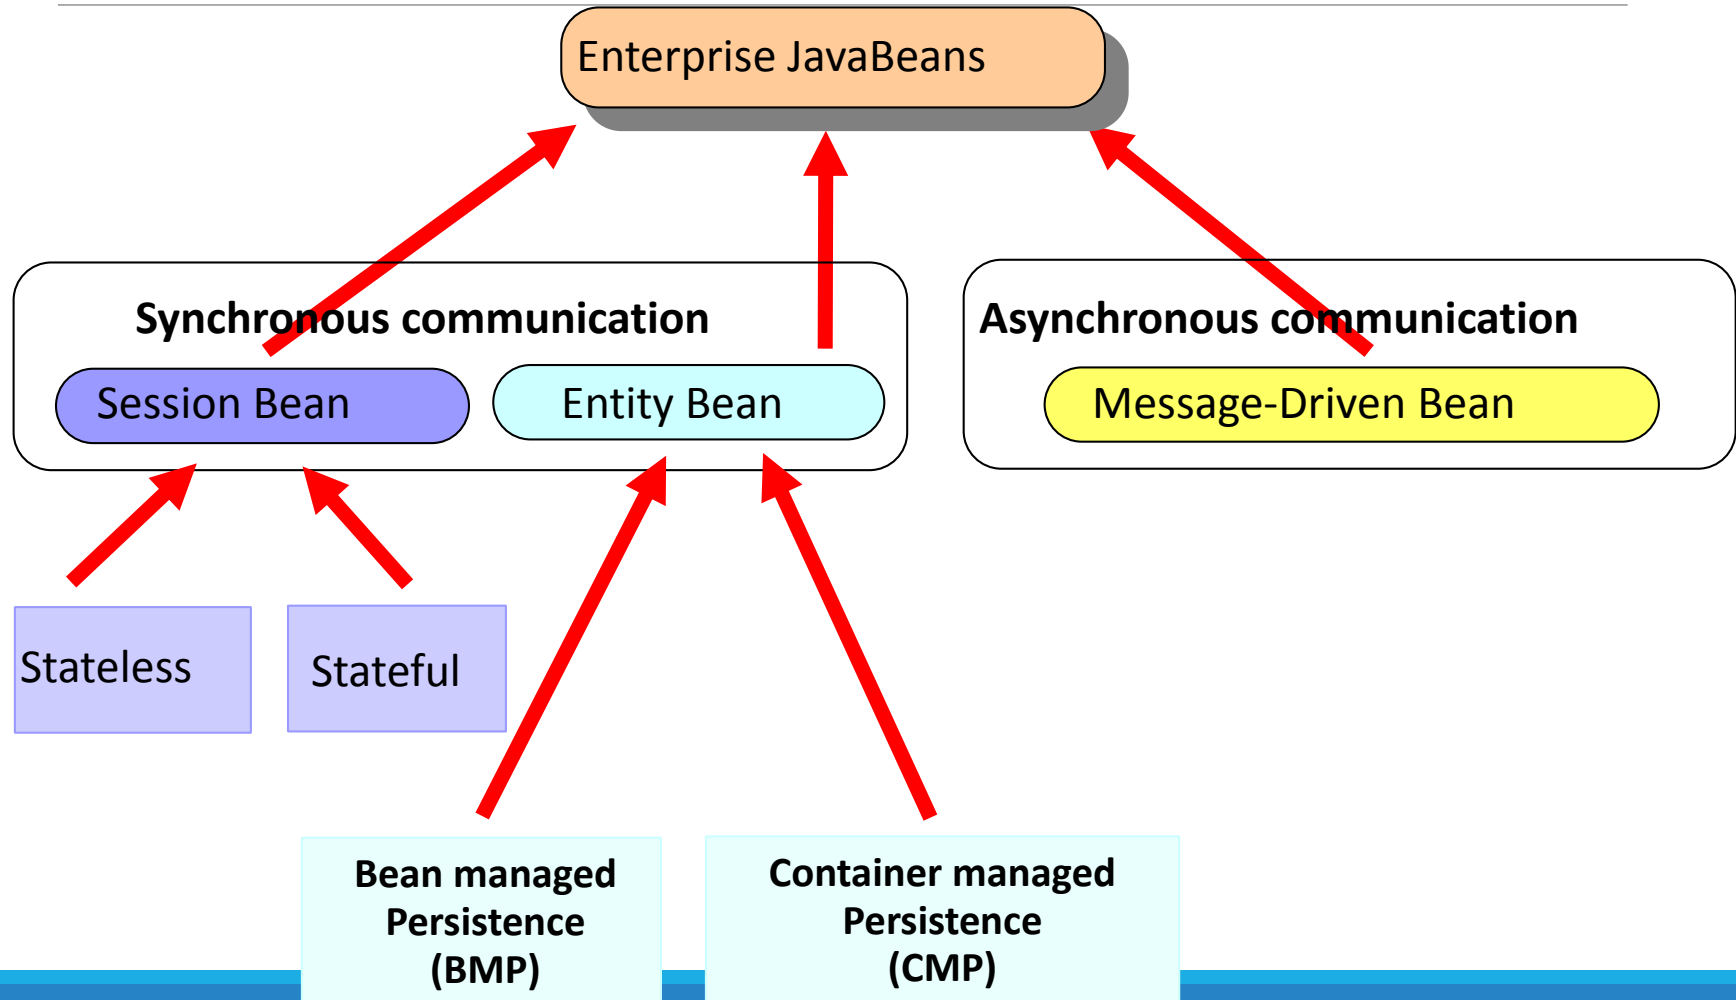 Enterprise JavaBeans
Synchronous communication
Asynchronous communication
Session Bean
Entity Bean
Message-Driven Bean
Stateless
Stateful
Bean managed
Persistence
(BMP)
Container managed
Persistence
(CMP)